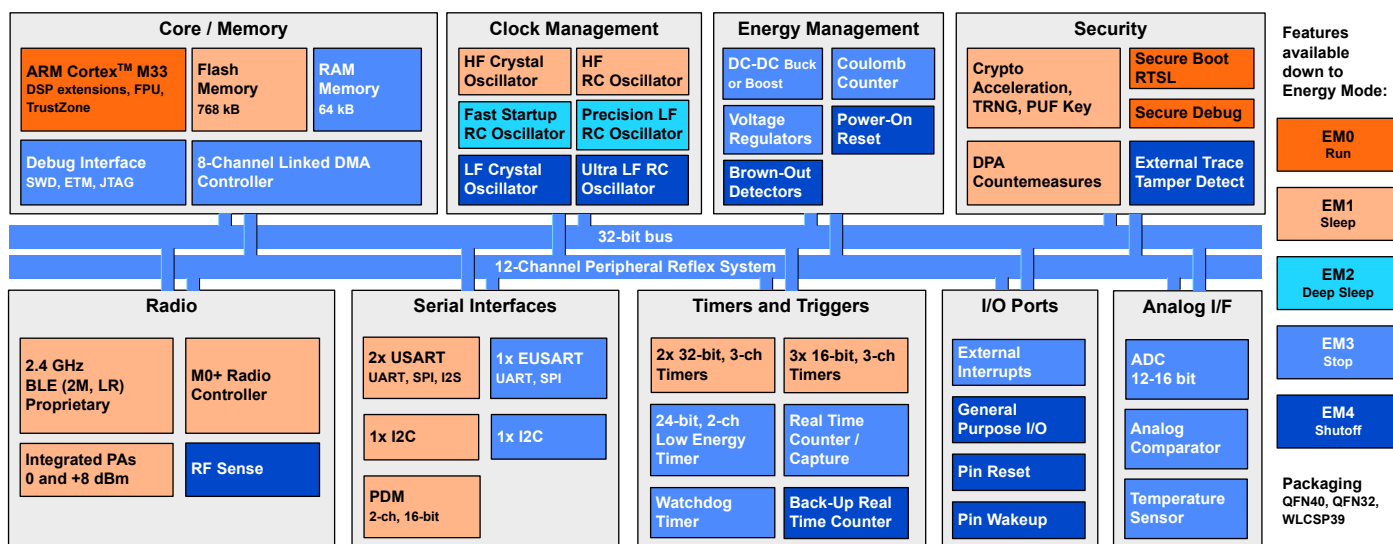 Core / Memory
ARM Cortex™ M33
DSP extensions, FPU,
TrustZone
Flash
Memory
768 kB
RAM
Memory
64 kB
Debug Interface
SWD, ETM, JTAG
8-Channel Linked DMA
Controller
Clock Management
HF Crystal
Oscillator
HF
RC Oscillator
Fast Startup
RC Oscillator
Precision LF
RC Oscillator
LF Crystal
Oscillator
Ultra LF RC
Oscillator
Energy Management
DC-DC Buck
or Boost
Coulomb
Counter
Voltage
Regulators
Power-On
Reset
Brown-Out
Detectors
Security
Crypto
Acceleration,
TRNG, PUF Key
Secure Boot
RTSL
Secure Debug
DPA
Countemeasures
External Trace
Tamper Detect
32-bit bus
12-Channel Peripheral Reflex System
Radio
2.4 GHz
BLE (2M, LR)
Proprietary
M0+ Radio
Controller
Integrated PAs
0 and +8 dBm
RF Sense
Serial Interfaces
2x USART
UART, SPI, I2S
1x EUSART
UART, SPI
1x I2C
1x I2C
PDM
2-ch, 16-bit
Timers and Triggers
2x 32-bit, 3-ch
Timers
3x 16-bit, 3-ch
Timers
24-bit, 2-ch
Low Energy
Timer
Real Time
Counter /
Capture
Watchdog
Timer
Back-Up Real
Time Counter
I/O Ports
External
Interrupts
General
Purpose I/O
Pin Reset
Pin Wakeup
Analog I/F
ADC
12-16 bit
Analog
Comparator
Temperature
Sensor
Features
available
down to
Energy Mode:
EM0
Run
EM1
Sleep
EM2
Deep Sleep
EM3
Stop
EM4
Shutoff
Packaging
QFN40, QFN32,
WLCSP39